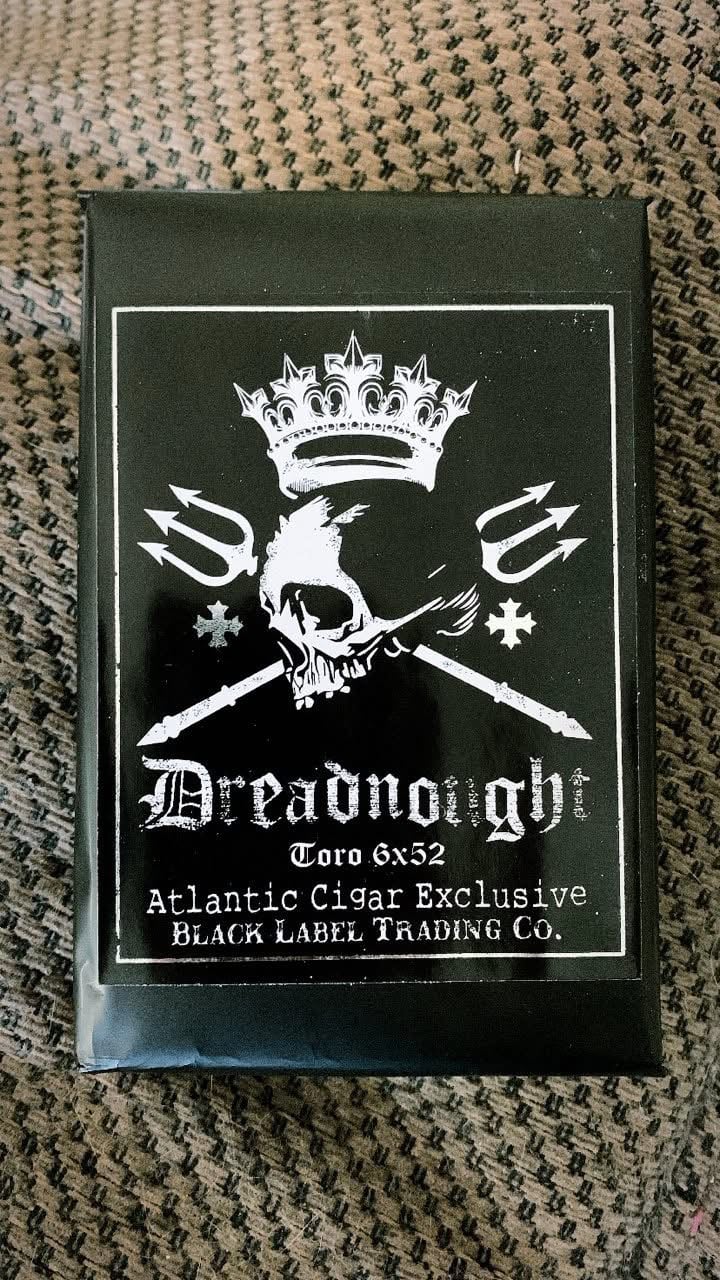 Dreadnought
Toro 6x52
Atlantic Cigar Exclusive
Black Label Trading Co.